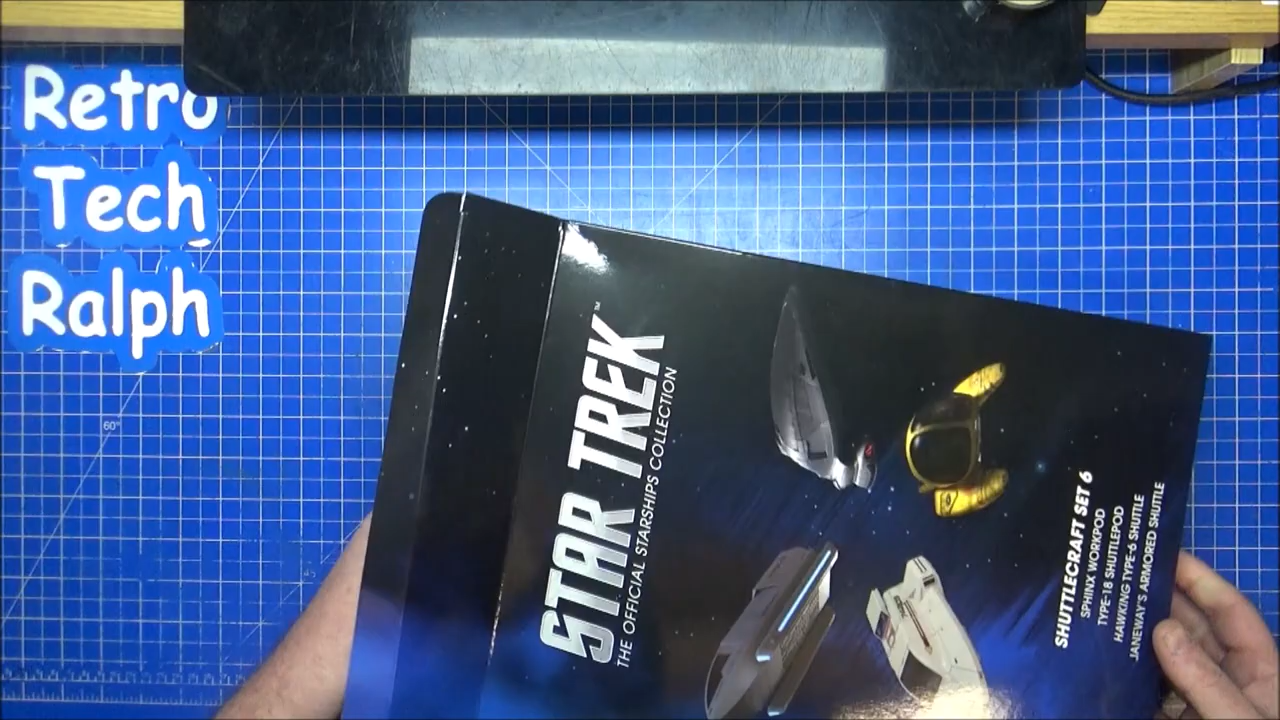 Retro
Tech
Ralph
60°
STAR TREK™
THE OFFICIAL STARSHIPS COLLECTION
SHUTTLECRAFT SET 6
SPHINX WORKPOD
TYPE-18 SHUTTLEPOD
HAWKING TYPE-6 SHUTTLE
JANEWAY'S ARMORED SHUTTLE